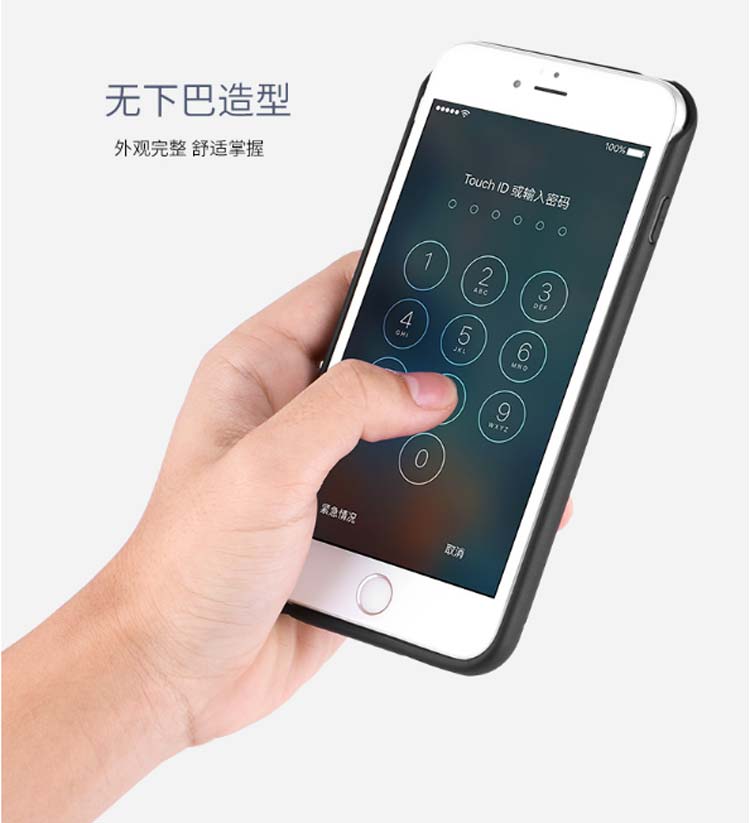 无下巴造型
外观完整 舒适掌握
100%
Touch ID 或输入密码
1
2
ABC
3
DEF
4
GHI
5
JKL
6
MNO
9
WXYZ
0
紧急情况
取消